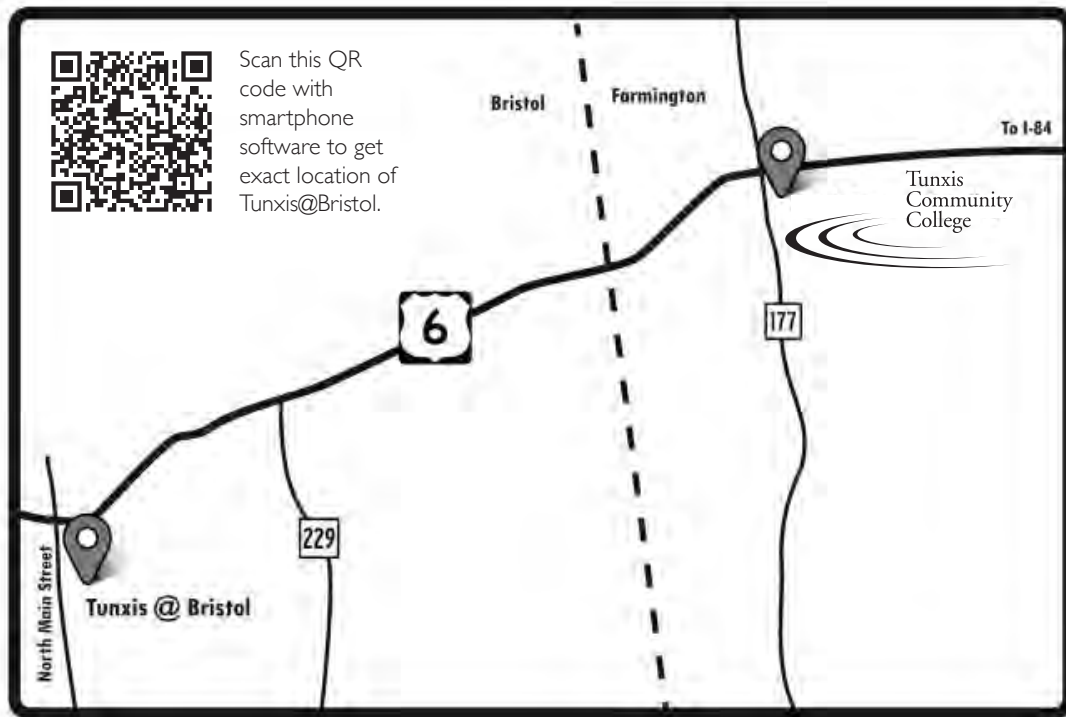 Scan this QR
code with
smartphone
software to get
exact location of
Tunxis@Bristol.
Bristol
Farmington
To I-84
Tunxis
Community
College
6
177
229
North Main Street
Tunxis @ Bristol